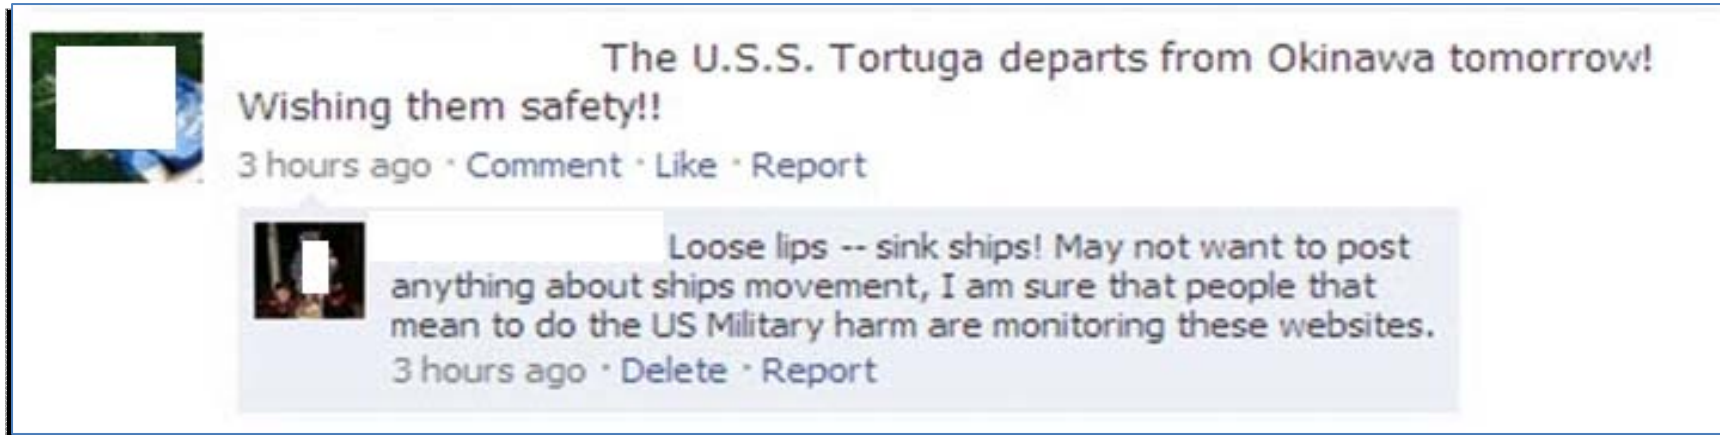 The U.S.S. Tortuga departs from Okinawa tomorrow!
Wishing them safety!!
3 hours ago · Comment · Like · Report
Loose lips -- sink ships! May not want to post
anything about ships movement, I am sure that people that
mean to do the US Military harm are monitoring these websites.
3 hours ago · Delete · Report